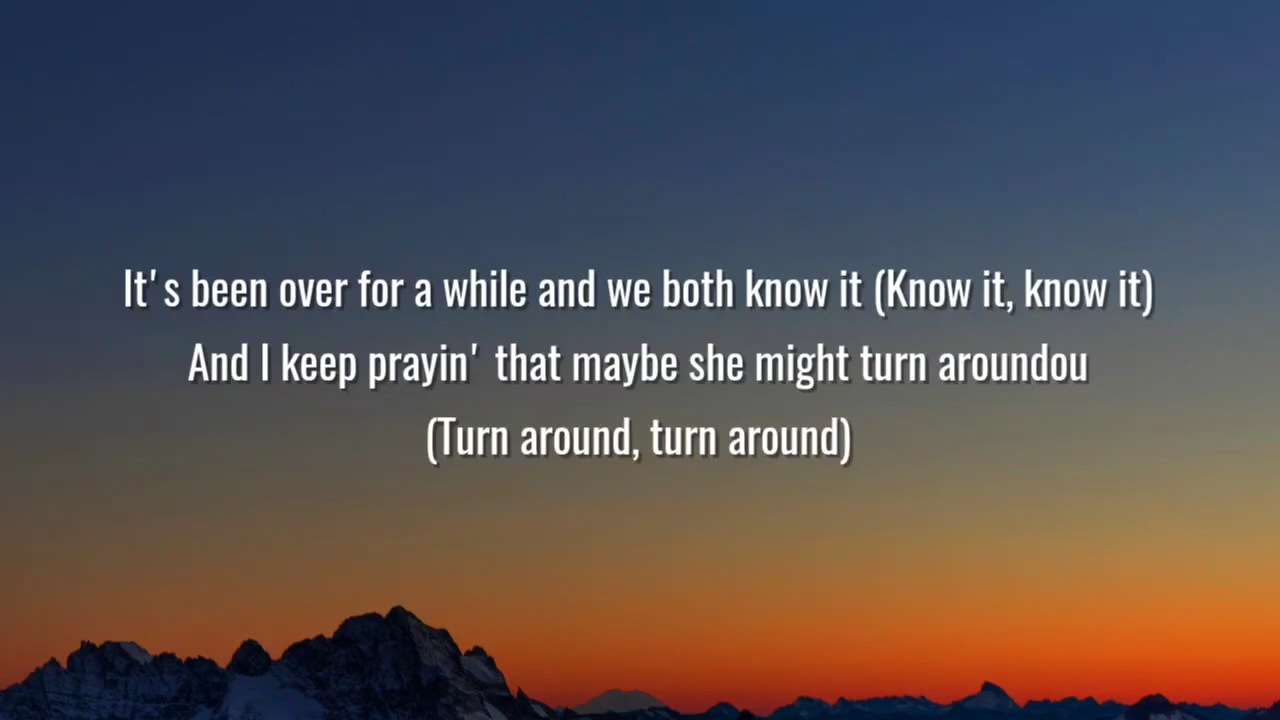 It's been over for a while and we both know it (Know it, know it)
And I keep prayin' that maybe she might turn aroundou
(Turn around, turn around)